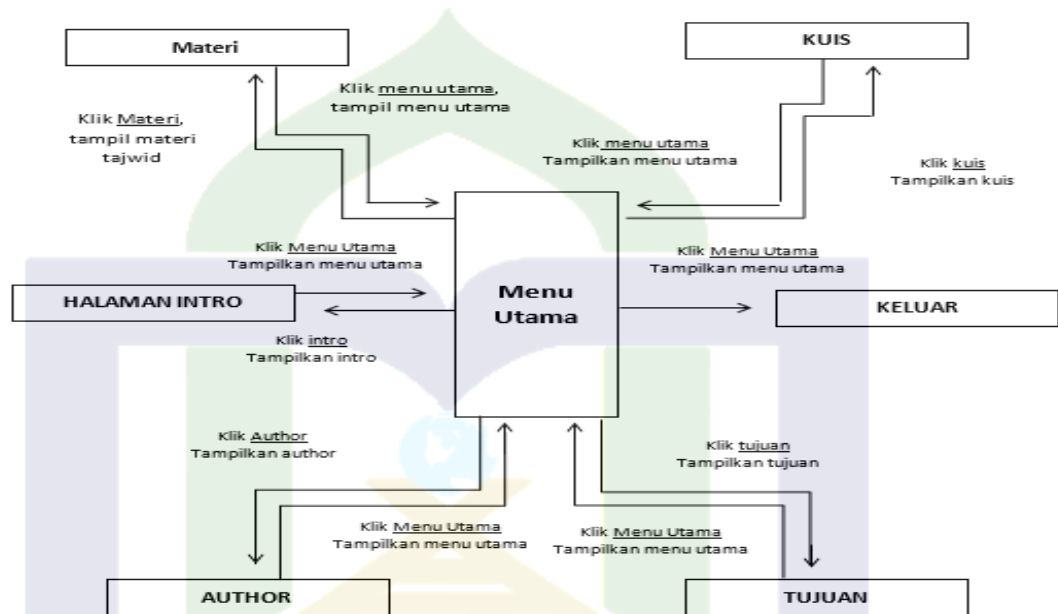 Materi
KUIS
Klik menu utama,
tampil menu utama
Klik Materi,
tampil materi
tajwid
Klik menu utama
Tampilkan menu utama
Klik kuis
Tampilkan kuis
Klik Menu Utama
Tampilkan menu utama
Klik Menu Utama
Tampilkan menu utama
HALAMAN INTRO
Menu
Utama
KELUAR
Klik intro
Tampilkan intro
Klik Author
Tampilkan author
Klik tujuan
Tampilkan tujuan
Klik Menu Utama
Tampilkan menu utama
Klik Menu Utama
Tampilkan menu utama
AUTHOR
TUJUAN